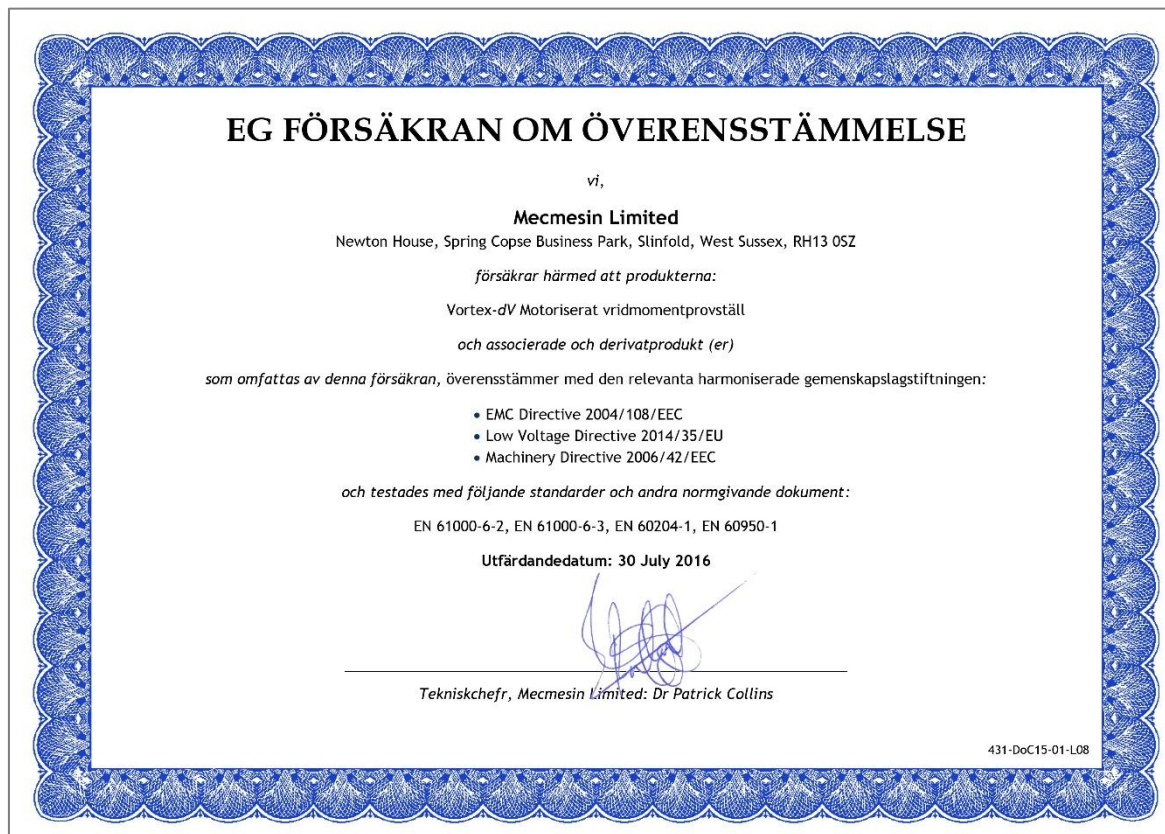 EG FÖRSÄKRAN OM ÖVERENSSTÄMMELSE
vi,
Mecmesin Limited
Newton House, Spring Copse Business Park, Slinfold, West Sussex, RH13 0SZ
försäkrar härmed att produkterna:
Vortex-dV Motoriserat vridmomentprovställ
och associerade och derivatprodukt (er)
som omfattas av denna försäkran, överensstämmer med den relevanta harmoniserade gemenskapslagstiftningen:
• EMC Directive 2004/108/EEC
• Low Voltage Directive 2014/35/EU
• Machinery Directive 2006/42/EEC
och testades med följande standarder och andra normgivande dokument:
EN 61000-6-2, EN 61000-6-3, EN 60204-1, EN 60950-1
Utfärdandedatum: 30 July 2016
Tekniskchefr, Mecmesin Limited: Dr Patrick Collins
431-DoC15-01-L08